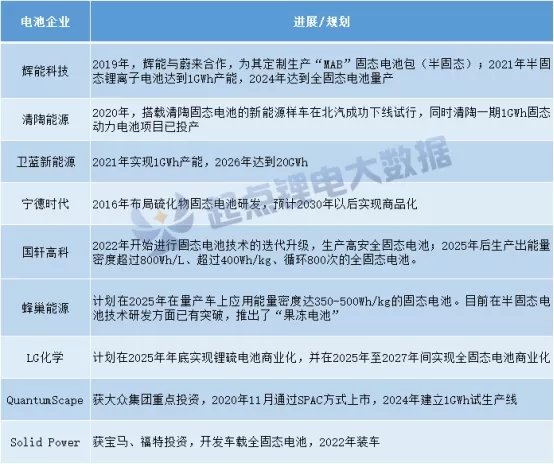 电池企业
进展/规划
辉能科技
2019年，辉能与蔚来合作，为其定制生产“MAB”固态电池包（半固态）；2021年半固
态锂离子电池达到1GWh产能，2024年达到全固态电池量产
清陶能源
2020年，搭载清陶固态电池的新能源样车在北汽成功下线试行，同时清陶一期1GWh固态
动力电池项目已投产
卫蓝新能源
2021年实现1GWh产能，2026年达到20GWh
宁德时代
2016年布局硫化物固态电池研发，预计2030年以后实现商品化
国轩高科
2022年开始进行固态电池技术的迭代升级，生产高安全固态电池；2025年后生产出能量
密度超过800Wh/L、超过400Wh/kg、循环800次的全固态电池。
蜂巢能源
计划在2025年在量产车上应用能量密度达350-500Wh/kg的固态电池。目前在半固态电
池技术研发方面已有突破，推出了“果冻电池”
LG化学
计划在2025年年底实现锂硫电池商业化，并在2025年至2027年间实现全固态电池商业化
QuantumScape
获大众集团重点投资，2020年11月通过SPAC方式上市，2024年建立1GWh试生产线
Solid Power
获宝马、福特投资，开发车载全固态电池，2022年装车
起点锂电大数据